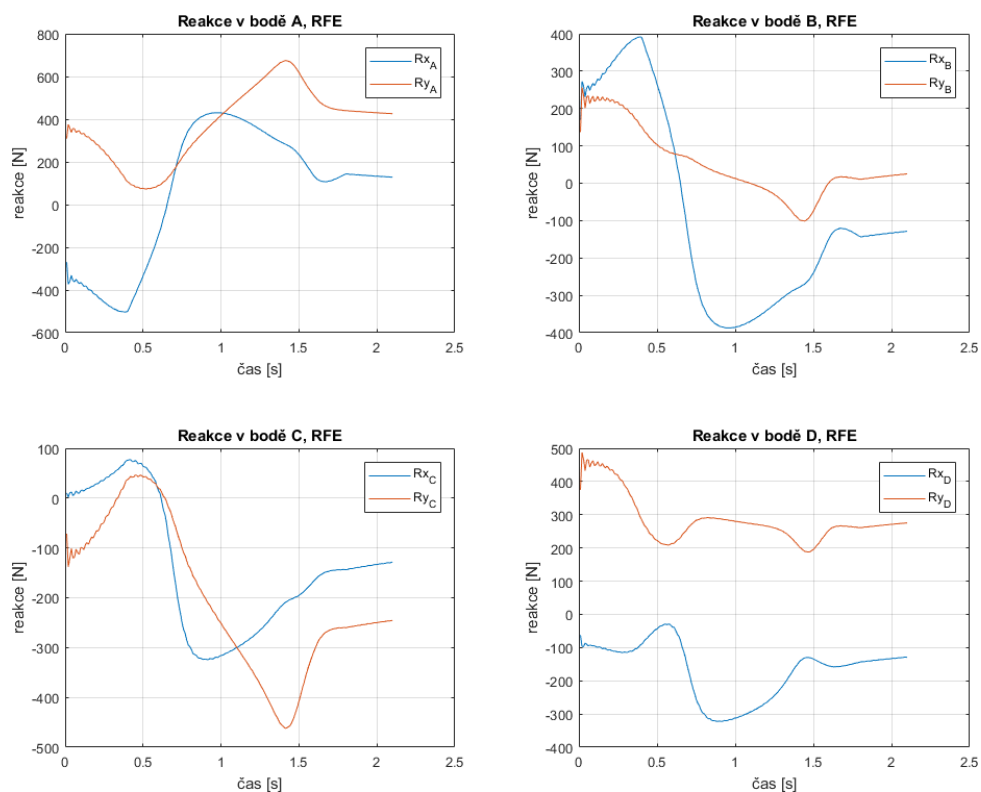 Reakce v bodě A, RFE
800
600
400
200
0
-200
-400
-600
reakce [N]
0 0.5 1 1.5 2 2.5
čas [s]
Rx_A
Ry_A
Reakce v bodě B, RFE
400
300
200
100
0
-100
-200
-300
-400
reakce [N]
0 0.5 1 1.5 2 2.5
čas [s]
Rx_B
Ry_B
Reakce v bodě C, RFE
100
0
-100
-200
-300
-400
-500
reakce [N]
0 0.5 1 1.5 2 2.5
čas [s]
Rx_C
Ry_C
Reakce v bodě D, RFE
500
400
300
200
100
0
-100
-200
-300
-400
reakce [N]
0 0.5 1 1.5 2 2.5
čas [s]
Rx_D
Ry_D